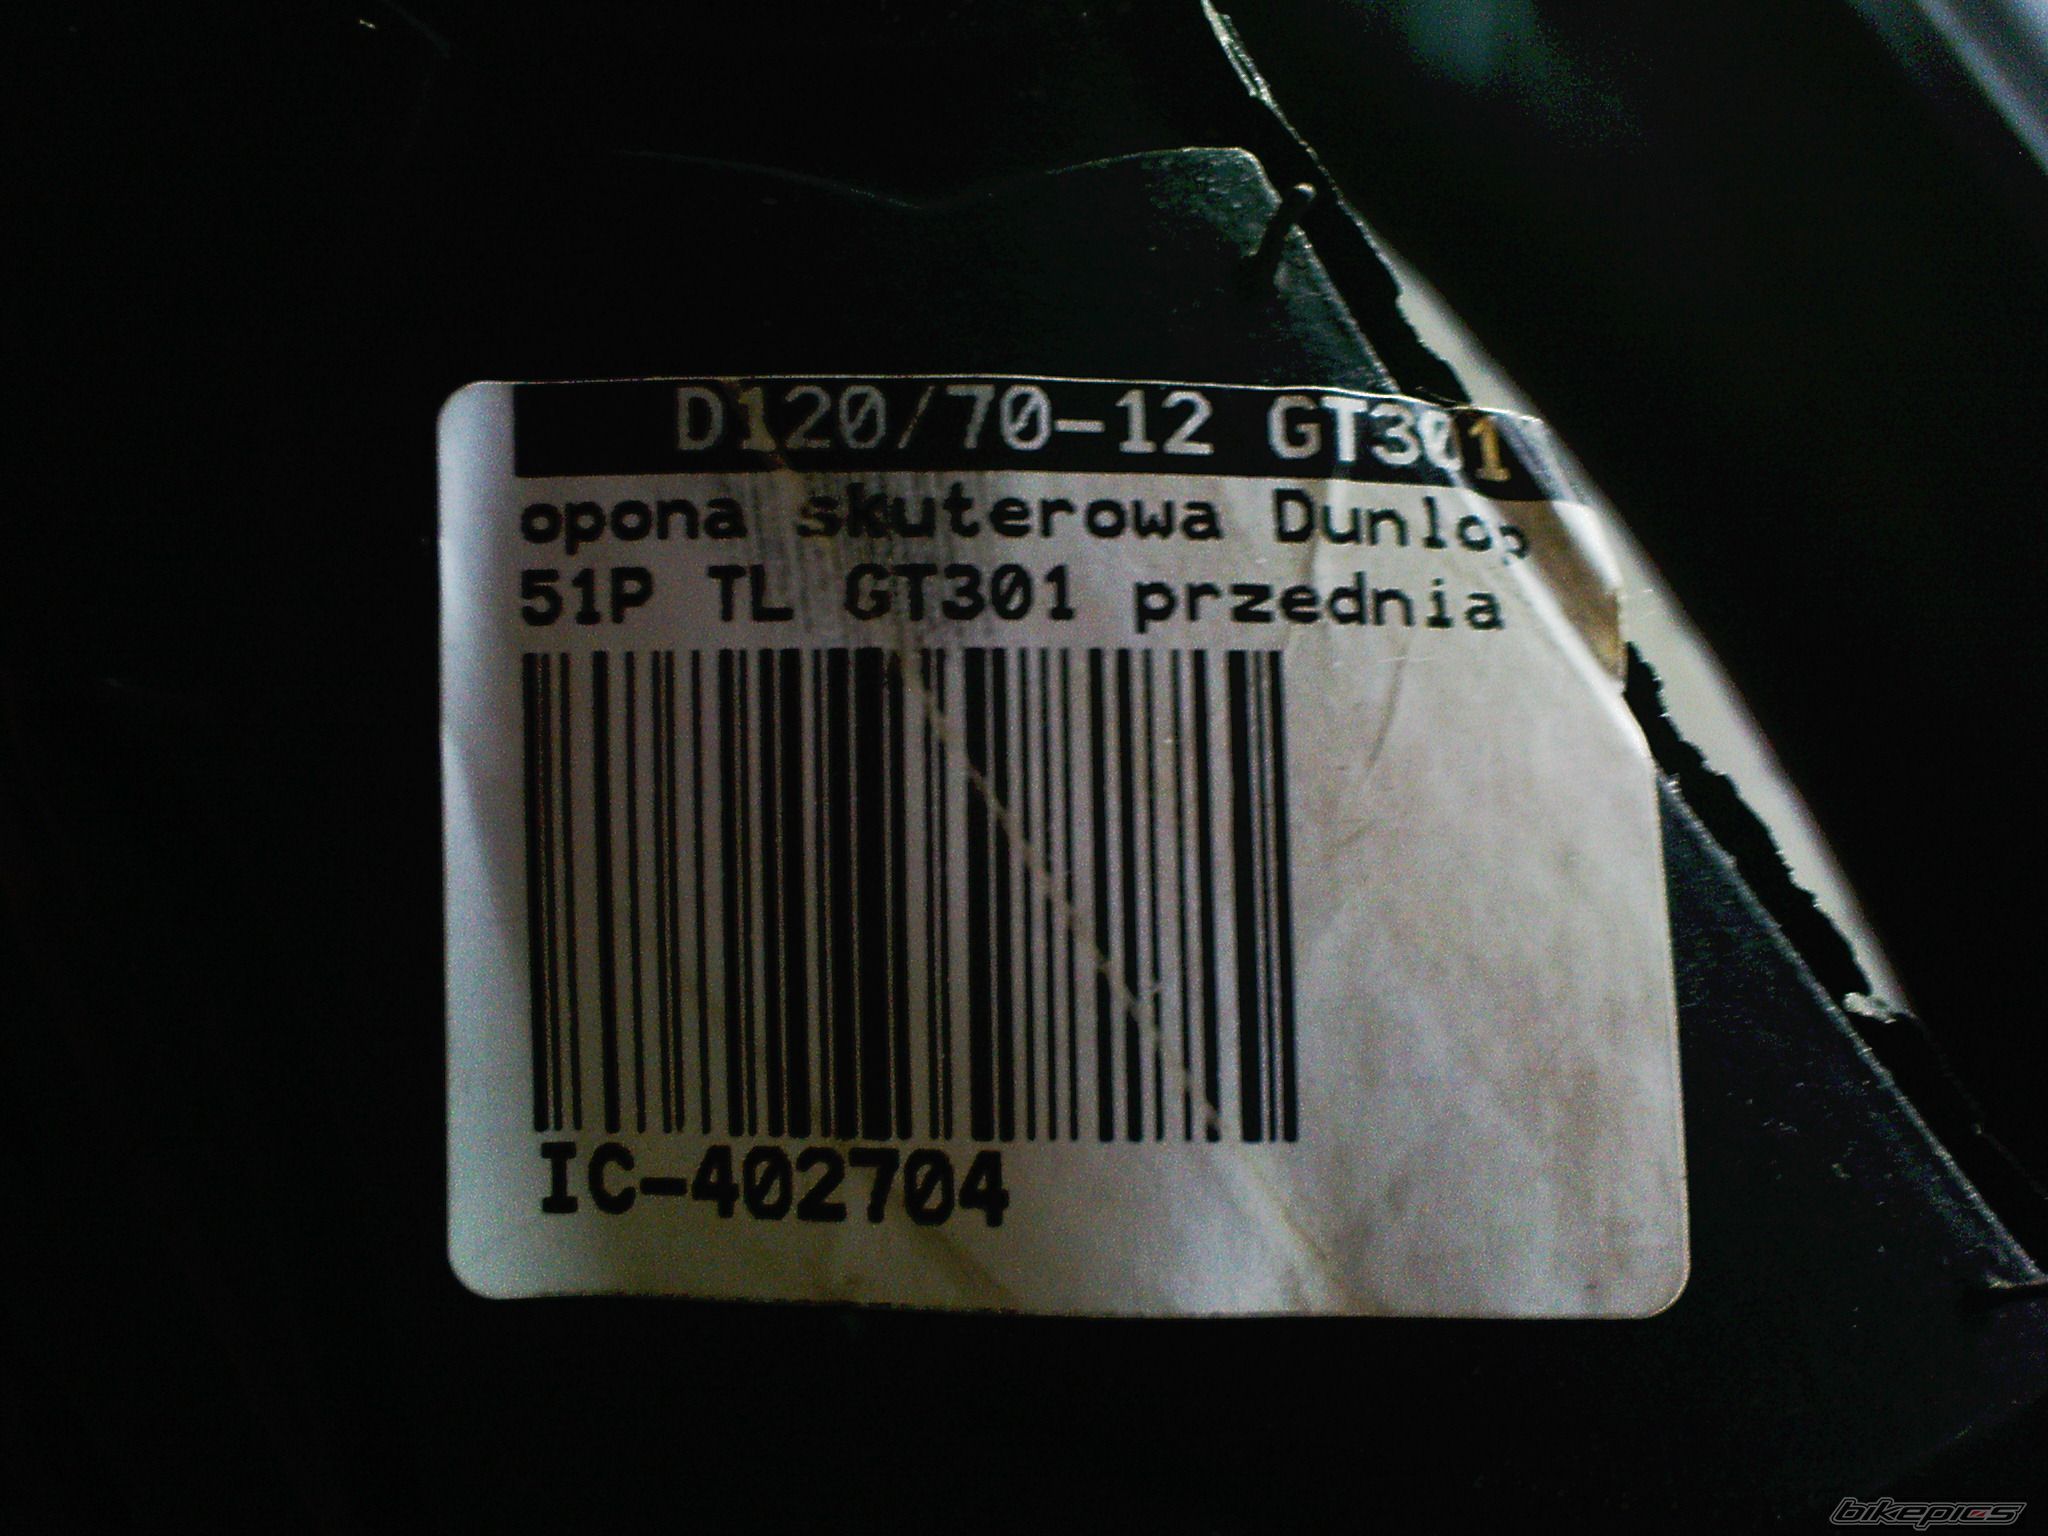 D120/70-12 GT301
opona skuterowa Dunlop
51P TL GT301 przednia
IC-402704
bikepics